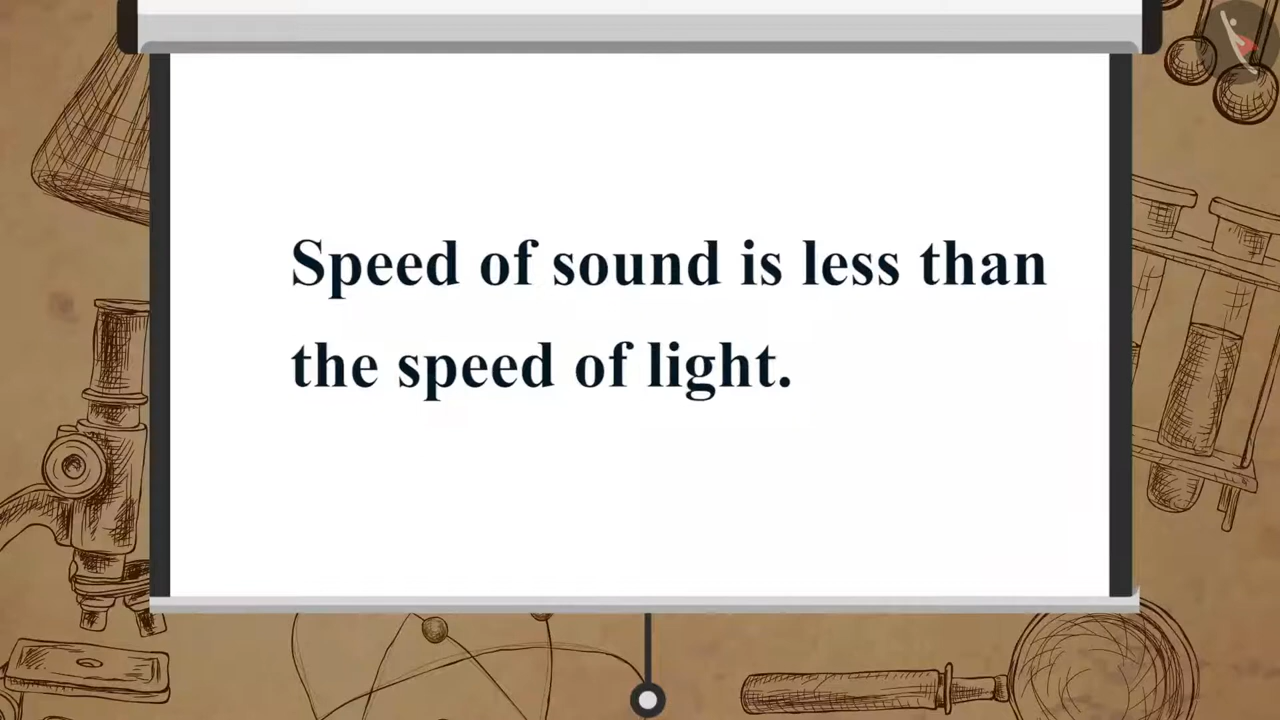 Speed of sound is less than
the speed of light.